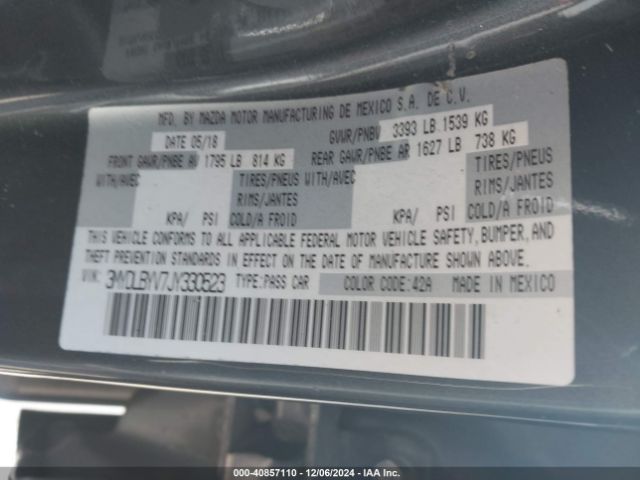 MFD. BY MAZDA MOTOR MANUFACTURING DE MEXICO S.A. DE C.V.
DATE 05/18 GVWR/PNBV 3393 LB 1539 KG
FRONT GAWR/PNBE AV 1795 LB 814 KG REAR GAWR/PNBE AR 1627 LB 738 KG
WITH/AVEC TIRES/PNEUS WITH/AVEC TIRES/PNEUS
RIMS/JANTES RIMS/JANTES
KPA/ PSI COLD/A FROID KPA/ PSI COLD/A FROID
THIS VEHICLE CONFORMS TO ALL APPLICABLE FEDERAL MOTOR VEHICLE SAFETY, BUMPER, AND
THEFT PREVENTION STANDARDS IN EFFECT ON THE DATE OF MANUFACTURE SHOWN ABOVE.
VIN: 3MYDLBYV7JY330523 TYPE:PASS CAR COLOR CODE:42A MADE IN MEXICO
000-40857110 - 12/06/2024 - IAA Inc.